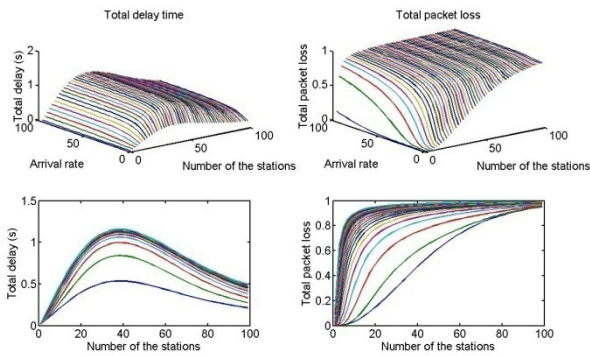 Total delay time
Total packet loss
Total delay (s)
2
1
0
100
50
0
Arrival rate
0
50
100
Number of the stations
Total packet loss
1
0.5
0
100
50
0
Arrival rate
0
50
100
Number of the stations
Total delay (s)
1.5
1
0.5
0
0 20 40 60 80 100
Number of the stations
Total packet loss
1
0.8
0.6
0.4
0.2
0
0 20 40 60 80 100
Number of the stations